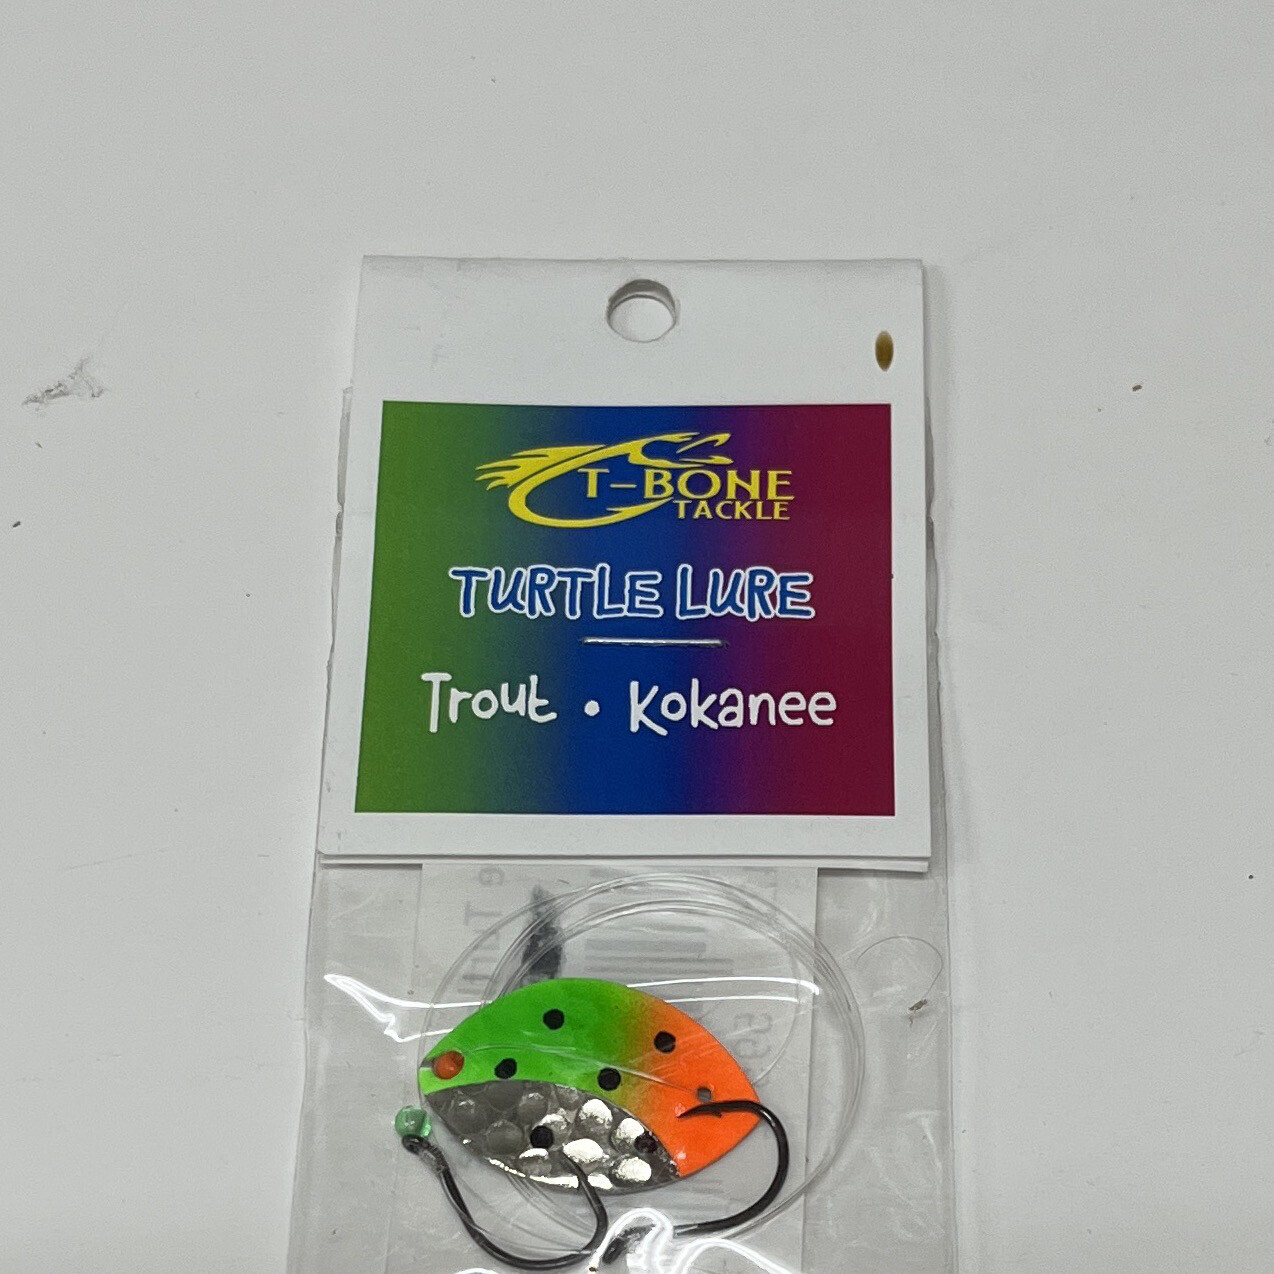 T-BONE
TACKLE
TURTLE LURE
Trout • Kokanee